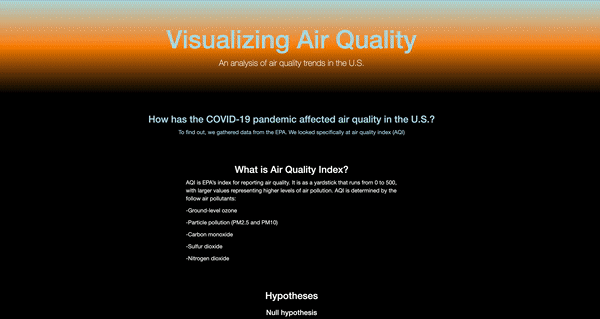 Visualizing Air Quality
An analysis of air quality trends in the U.S.
How has the COVID-19 pandemic affected air quality in the U.S.?
To find out, we gathered data from the EPA. We looked specifically at air quality index (AQI)
What is Air Quality Index?
AQI is EPA's index for reporting air quality. It is as a yardstick that runs from 0 to 500,
with larger values representing higher levels of air pollution. AQI is determined by the
follow air pollutants:
-Ground-level ozone
-Particle pollution (PM2.5 and PM10)
-Carbon monoxide
-Sulfur dioxide
-Nitrogen dioxide
Hypotheses
Null hypothesis